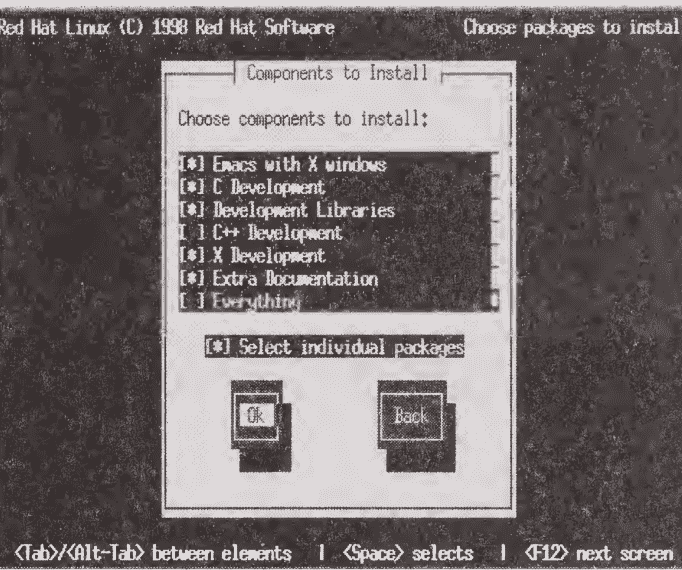 Red Hat Linux (C) 1998 Red Hat Software Choose packages to instal
Components to Install
Choose components to install:
[*] Emacs with X windows
[*] C Development
[*] Development Libraries
[ ] C++ Development
[*] X Development
[*] Extra Documentation
[ ] Everything
[*] Select individual packages
Ok Back
<Tab>/<Alt-Tab> between elements | <Space> selects | <F12> next screen